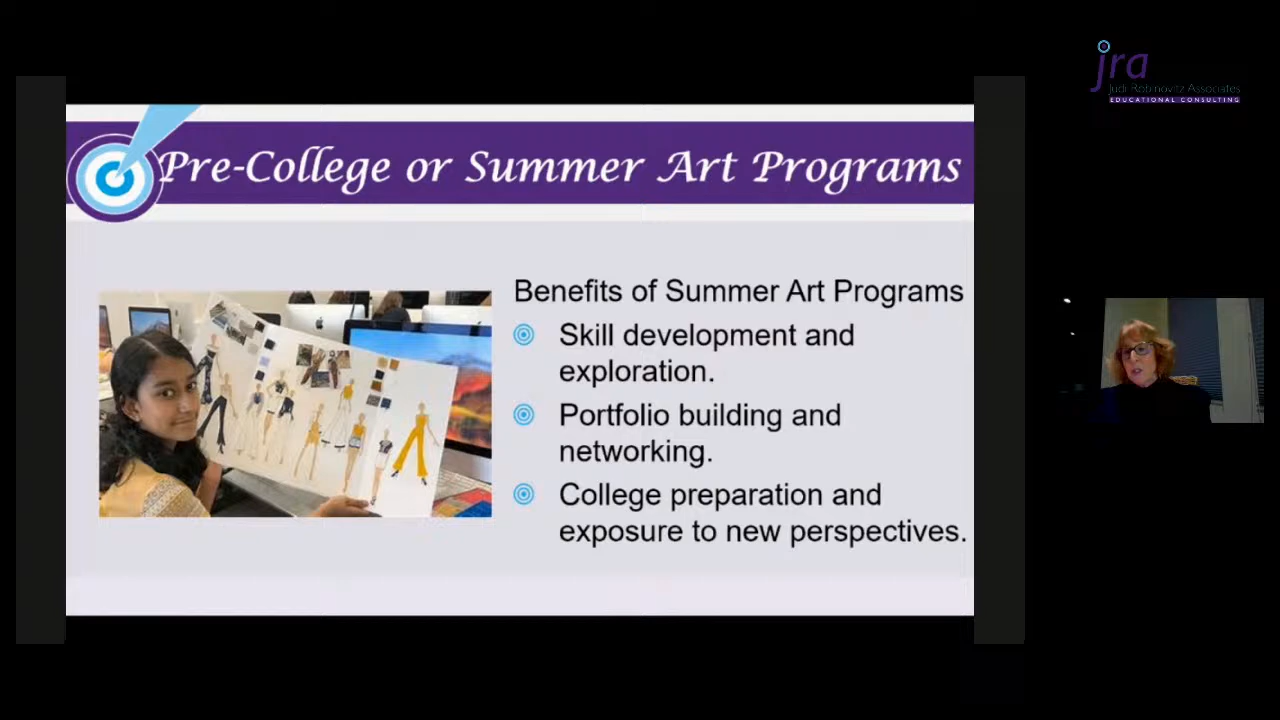 jra
Judi Robinovitz Associates
EDUCATIONAL CONSULTING
Pre-College or Summer Art Programs
Benefits of Summer Art Programs
Skill development and
exploration.
Portfolio building and
networking.
College preparation and
exposure to new perspectives.